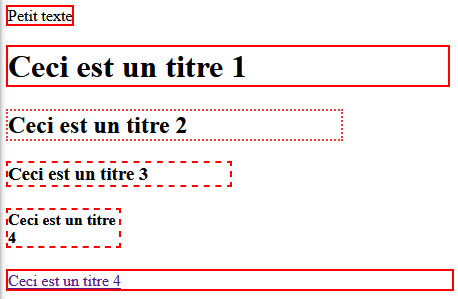 Petit texte
Ceci est un titre 1
Ceci est un titre 2
Ceci est un titre 3
Ceci est un titre
4
Ceci est un titre 4